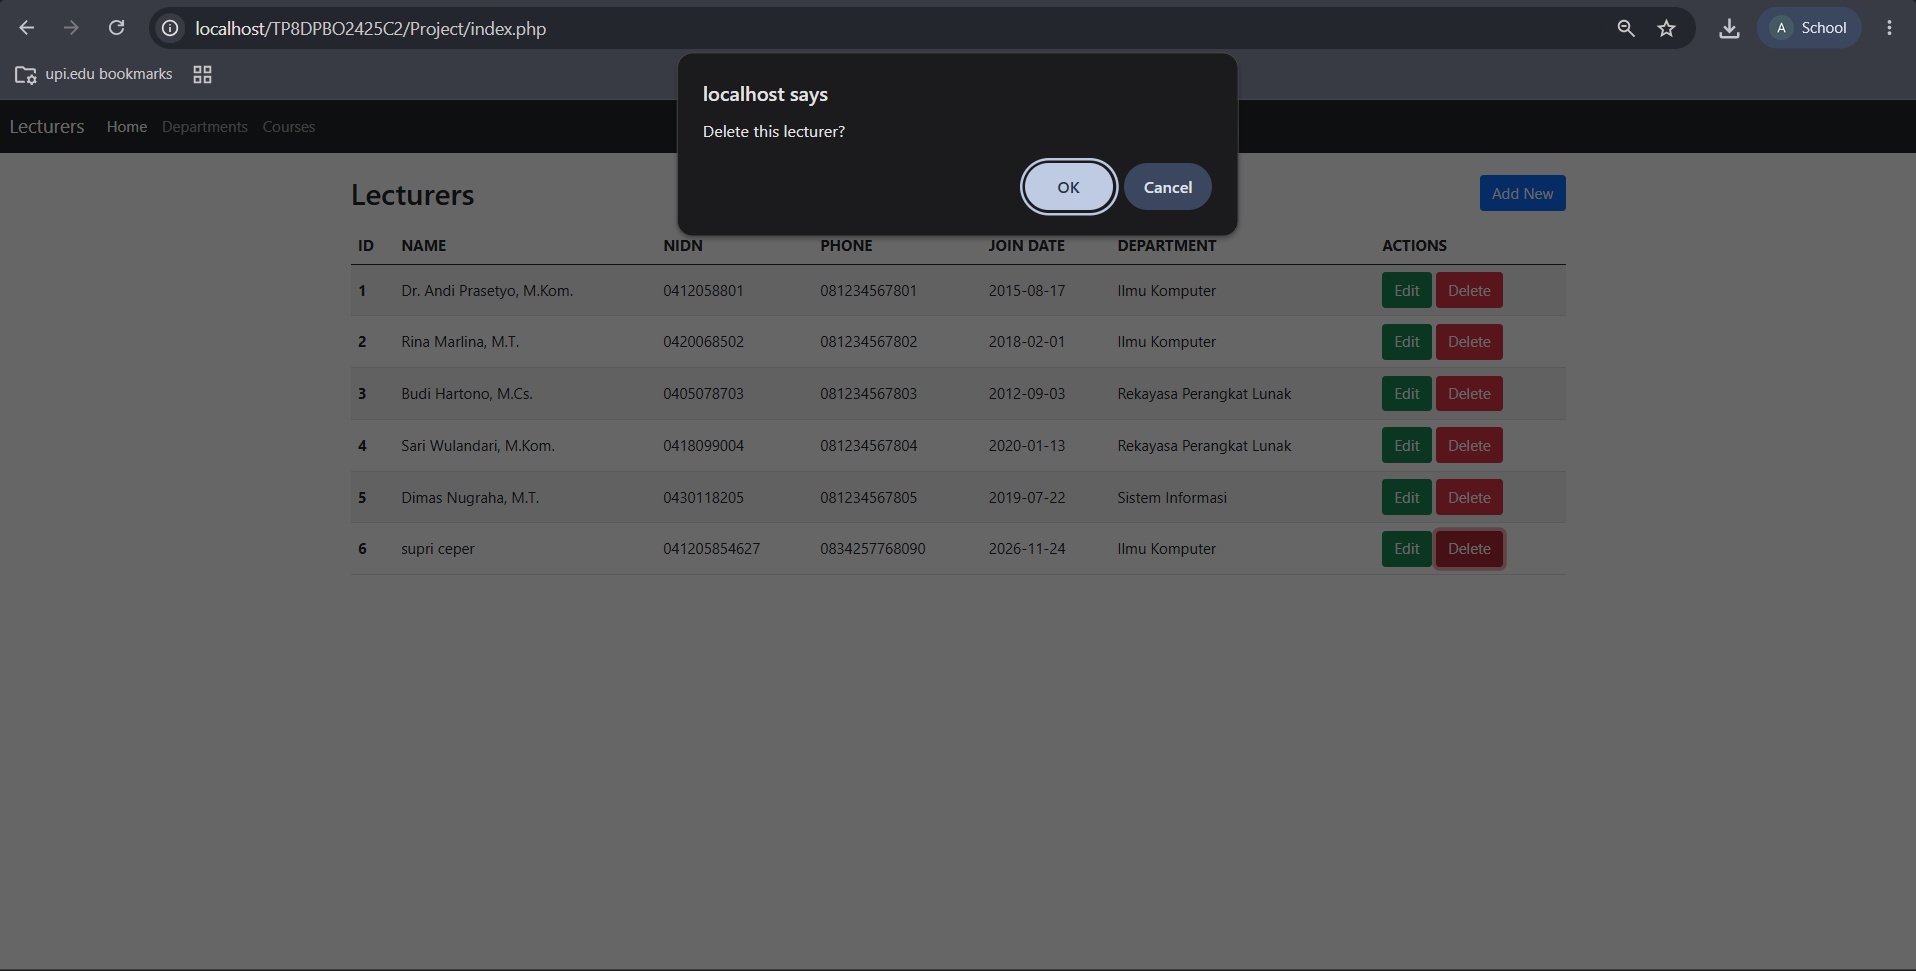 localhost/TP8DPBO2425C2/Project/index.php
A School
upi.edu bookmarks
localhost says
Delete this lecturer?
OK Cancel
Lecturers Home Departments Courses
Lecturers Add New
ID NAME NIDN PHONE JOIN DATE DEPARTMENT ACTIONS
1 Dr. Andi Prasetyo, M.Kom. 0412058801 081234567801 2015-08-17 Ilmu Komputer Edit Delete
2 Rina Marlina, M.T. 0420068502 081234567802 2018-02-01 Ilmu Komputer Edit Delete
3 Budi Hartono, M.Cs. 0405078703 081234567803 2012-09-03 Rekayasa Perangkat Lunak Edit Delete
4 Sari Wulandari, M.Kom. 0418099004 081234567804 2020-01-13 Rekayasa Perangkat Lunak Edit Delete
5 Dimas Nugraha, M.T. 0430118205 081234567805 2019-07-22 Sistem Informasi Edit Delete
6 supri ceper 041205854627 0834257768090 2026-11-24 Ilmu Komputer Edit Delete